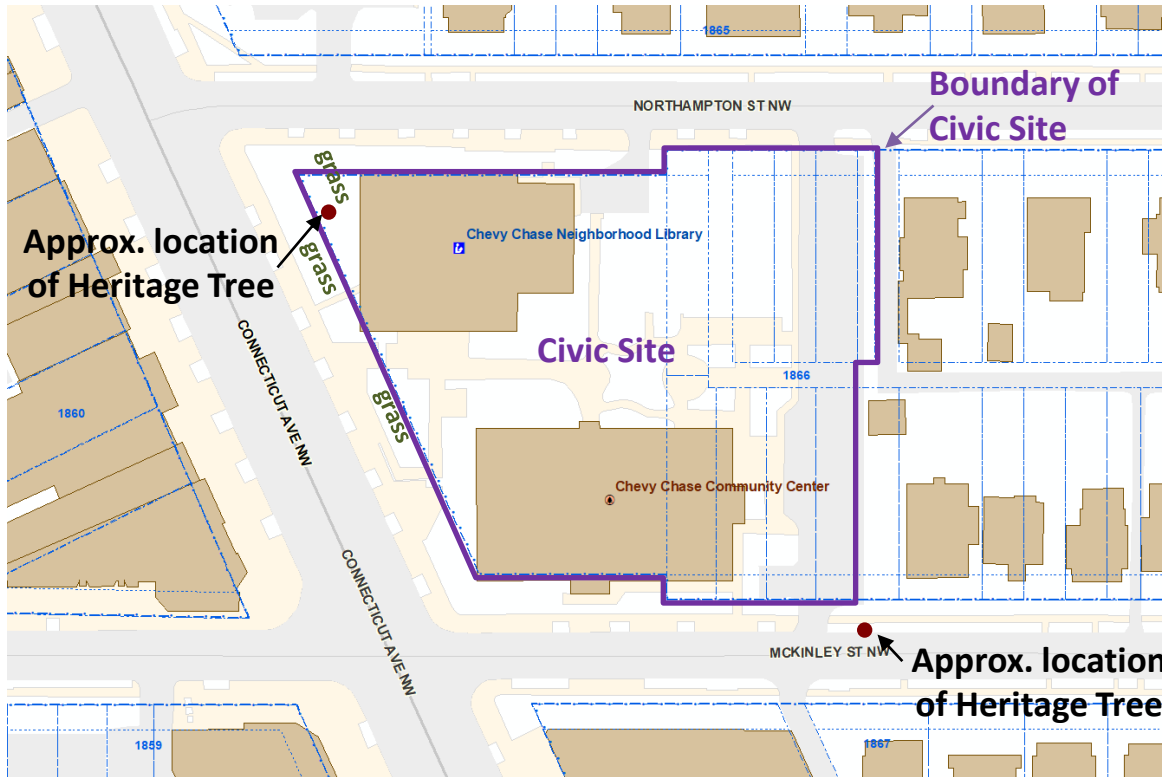 1865
NORTHAMPTON ST NW
Boundary of
Civic Site
grass
Approx. location
of Heritage Tree
grass
Chevy Chase Neighborhood Library
CONNECTICUT AVE NW
Civic Site
1866
1860
grass
Chevy Chase Community Center
CONNECTICUT AVE NW
MCKINLEY ST NW
Approx. location
of Heritage Tree
1859
1867